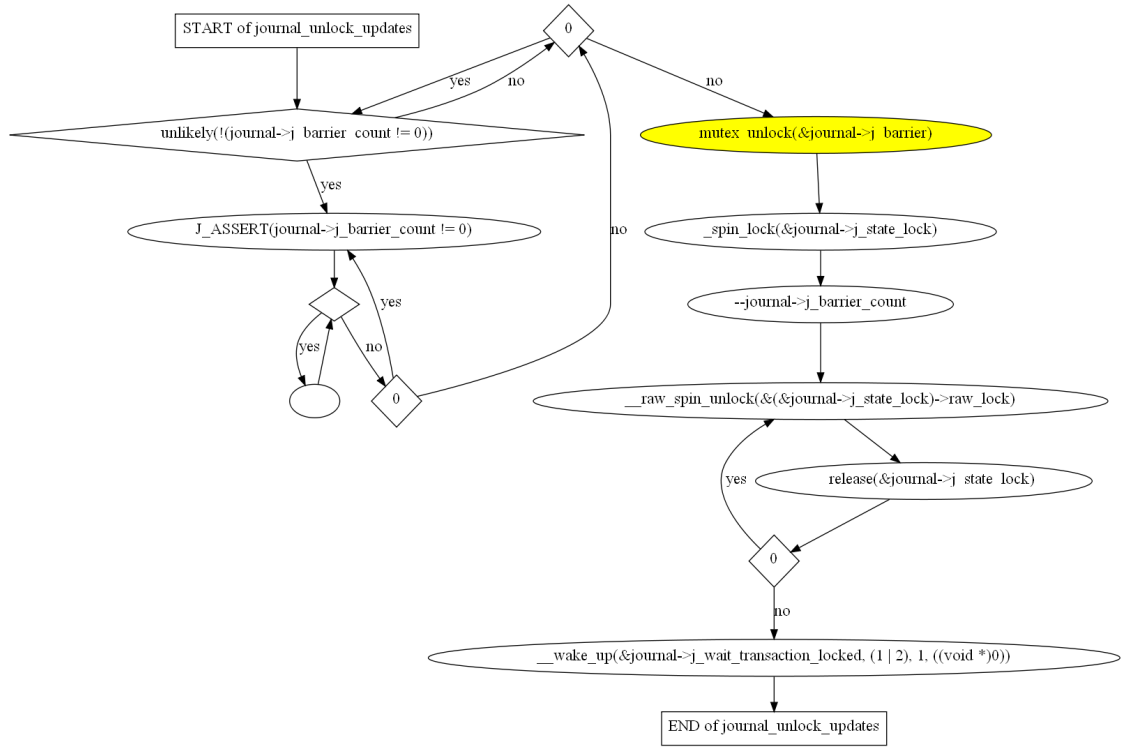 START of journal_unlock_updates
0
yes
no
no
unlikely(!(journal->j_barrier_count != 0))
mutex_unlock(&journal->j_barrier)
yes
J_ASSERT(journal->j_barrier_count != 0)
_spin_lock(&journal->j_state_lock)
no
--journal->j_barrier_count
yes
yes
no
0
__raw_spin_unlock(&(&journal->j_state_lock)->raw_lock)
yes
release(&journal->j_state_lock)
0
no
__wake_up(&journal->j_wait_transaction_locked, (1 | 2), 1, ((void *)0))
END of journal_unlock_updates